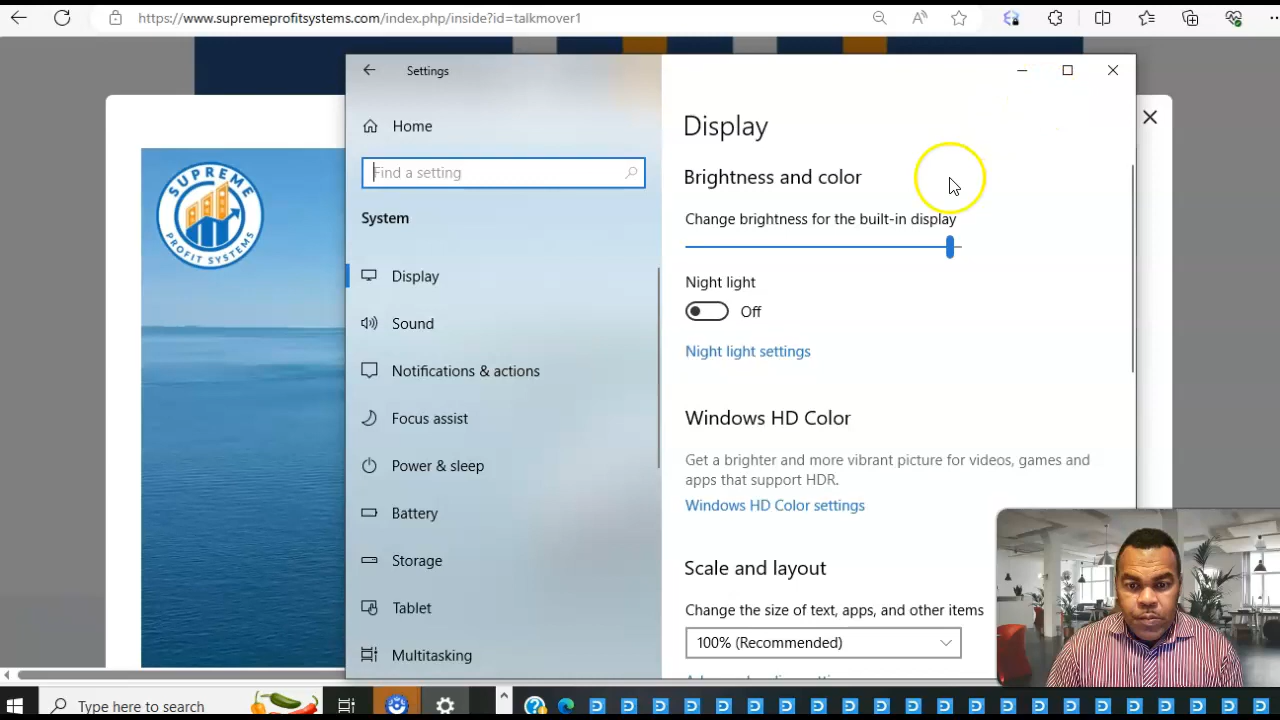 https://www.supremeprofitsystems.com/index.php/inside?id=talkmover1
Settings
Home
Find a setting
System
Display
Sound
Notifications & actions
Focus assist
Power & sleep
Battery
Storage
Tablet
Multitasking
Display
Brightness and color
Change brightness for the built-in display
Night light
Off
Night light settings
Windows HD Color
Get a brighter and more vibrant picture for videos, games and
apps that support HDR.
Windows HD Color settings
Scale and layout
Change the size of text, apps, and other items
100% (Recommended)
SUPREME
PROFIT SYSTEMS
Type here to search